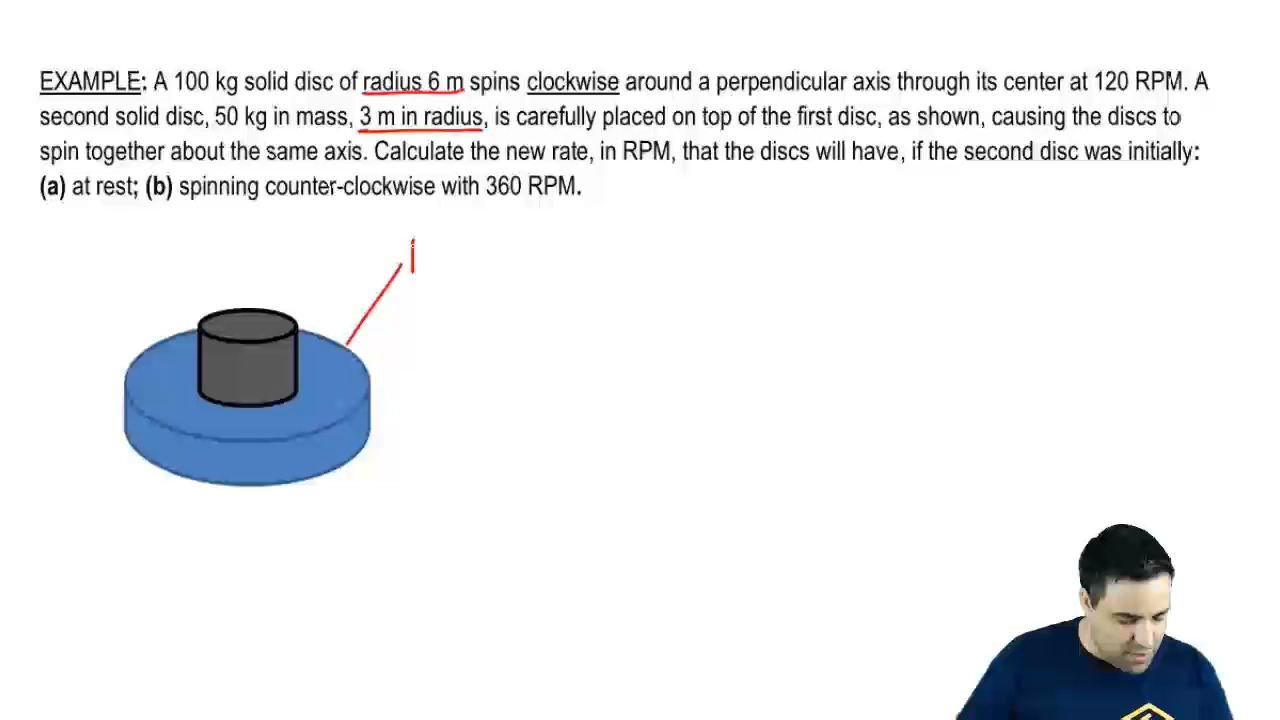 EXAMPLE: A 100 kg solid disc of radius 6 m spins clockwise around a perpendicular axis through its center at 120 RPM. A
second solid disc, 50 kg in mass, 3 m in radius, is carefully placed on top of the first disc, as shown, causing the discs to
spin together about the same axis. Calculate the new rate, in RPM, that the discs will have, if the second disc was initially:
(a) at rest; (b) spinning counter-clockwise with 360 RPM.